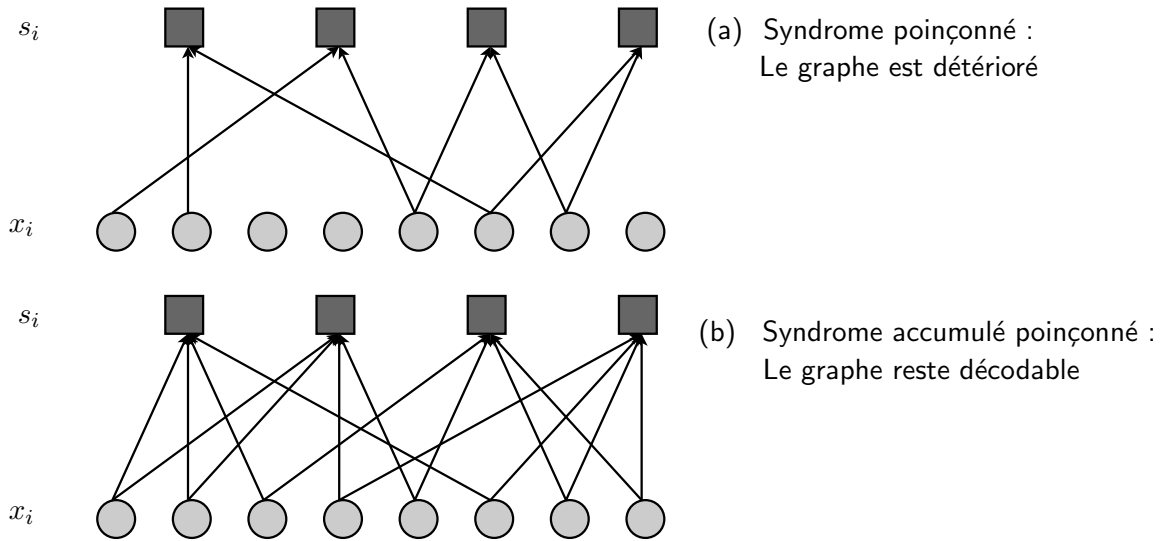 s_i
(a) Syndrome poinçonné :
Le graphe est détérioré
x_i
s_i
(b) Syndrome accumulé poinçonné :
Le graphe reste décodable
x_i